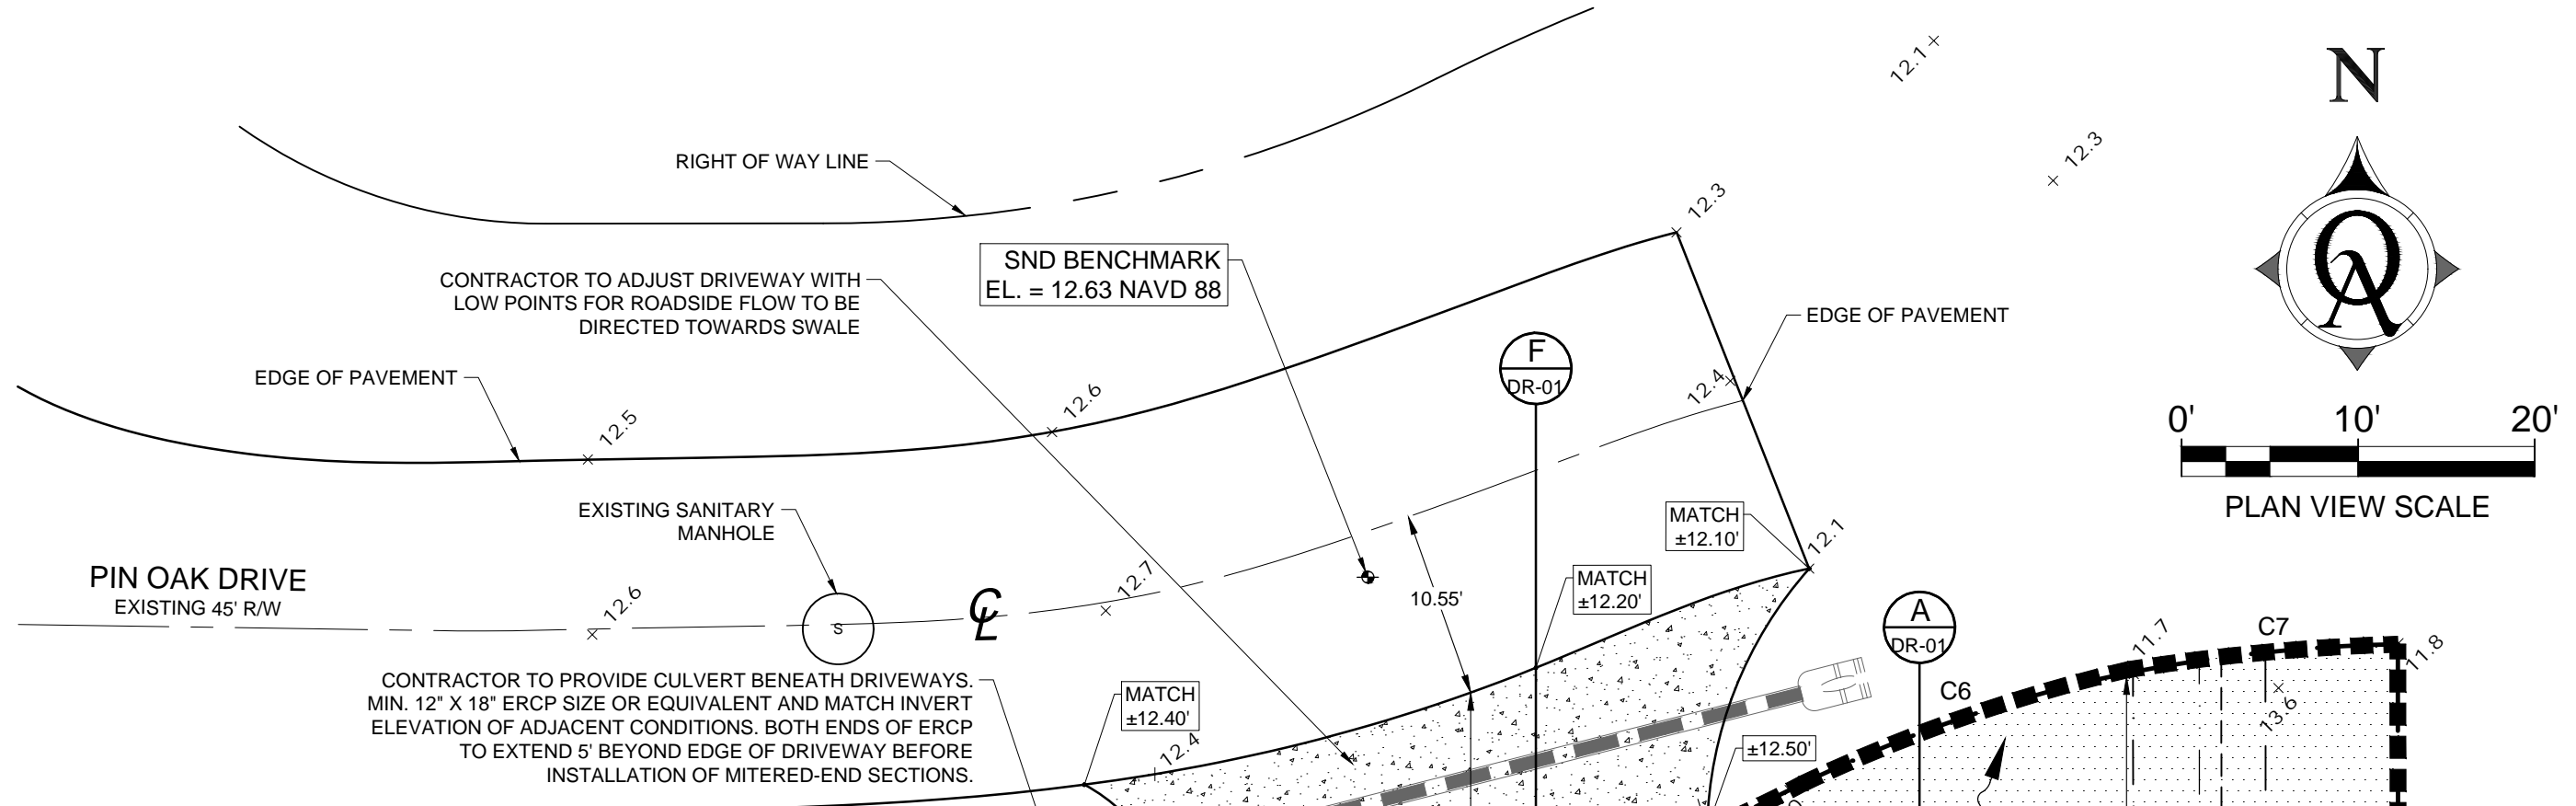 12.1
N
12.3
RIGHT OF WAY LINE
12.3
CONTRACTOR TO ADJUST DRIVEWAY WITH
LOW POINTS FOR ROADSIDE FLOW TO BE
DIRECTED TOWARDS SWALE
SND BENCHMARK
EL. = 12.63 NAVD 88
EDGE OF PAVEMENT
F
DR-01
12.4
EDGE OF PAVEMENT
12.5
12.6
0' 10' 20'
PLAN VIEW SCALE
EXISTING SANITARY
MANHOLE
MATCH
±12.10'
12.1
PIN OAK DRIVE
EXISTING 45' R/W
12.6
S
12.7
10.55'
MATCH
±12.20'
A
DR-01
11.7
C7
11.8
C6
13.6
CONTRACTOR TO PROVIDE CULVERT BENEATH DRIVEWAYS.
MIN. 12" X 18" ERCP SIZE OR EQUIVALENT AND MATCH INVERT
ELEVATION OF ADJACENT CONDITIONS. BOTH ENDS OF ERCP
TO EXTEND 5' BEYOND EDGE OF DRIVEWAY BEFORE
INSTALLATION OF MITERED-END SECTIONS.
MATCH
±12.40'
12.4
±12.50'